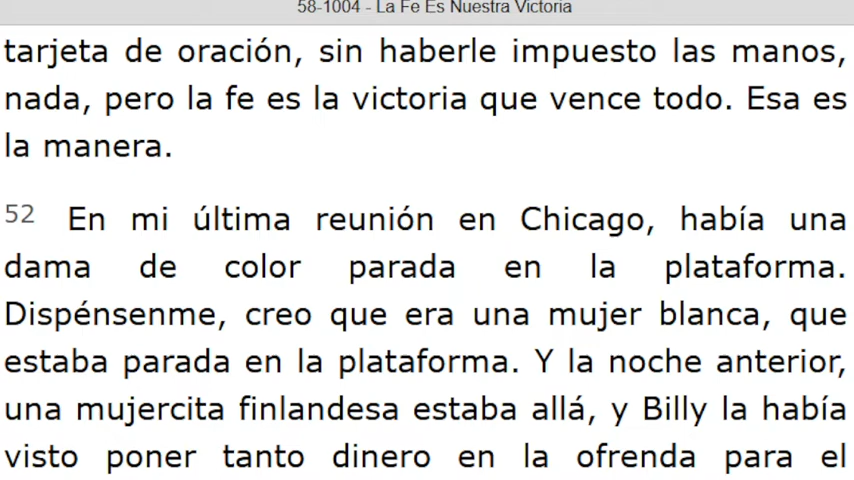 58-1004 - La Fe Es Nuestra Victoria
tarjeta de oración, sin haberle impuesto las manos,
nada, pero la fe es la victoria que vence todo. Esa es
la manera.
52 En mi última reunión en Chicago, había una
dama de color parada en la plataforma.
Dispénsenme, creo que era una mujer blanca, que
estaba parada en la plataforma. Y la noche anterior,
una mujercita finlandesa estaba allá, y Billy la había
visto poner tanto dinero en la ofrenda para el